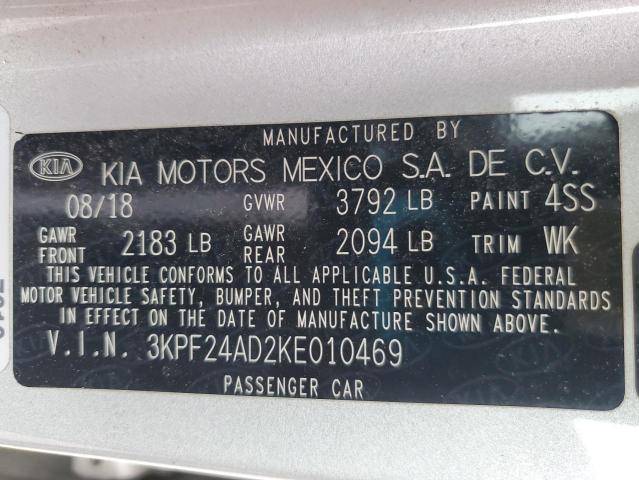 MANUFACTURED BY
KIA KIA MOTORS MEXICO S.A. DE C.V.
08/18 GVWR 3792 LB PAINT 4SS
GAWR FRONT 2183 LB GAWR REAR 2094 LB TRIM WK
THIS VEHICLE CONFORMS TO ALL APPLICABLE U.S.A. FEDERAL
MOTOR VEHICLE SAFETY, BUMPER, AND THEFT PREVENTION STANDARDS
IN EFFECT ON THE DATE OF MANUFACTURE SHOWN ABOVE.
V.I.N. 3KPF24AD2KE010469
PASSENGER CAR